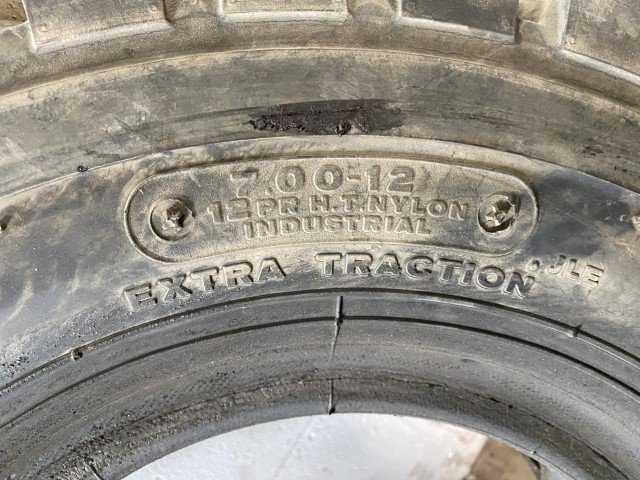 7.00-12
12 PR H.T. NYLON
INDUSTRIAL
EXTRA TRACTION